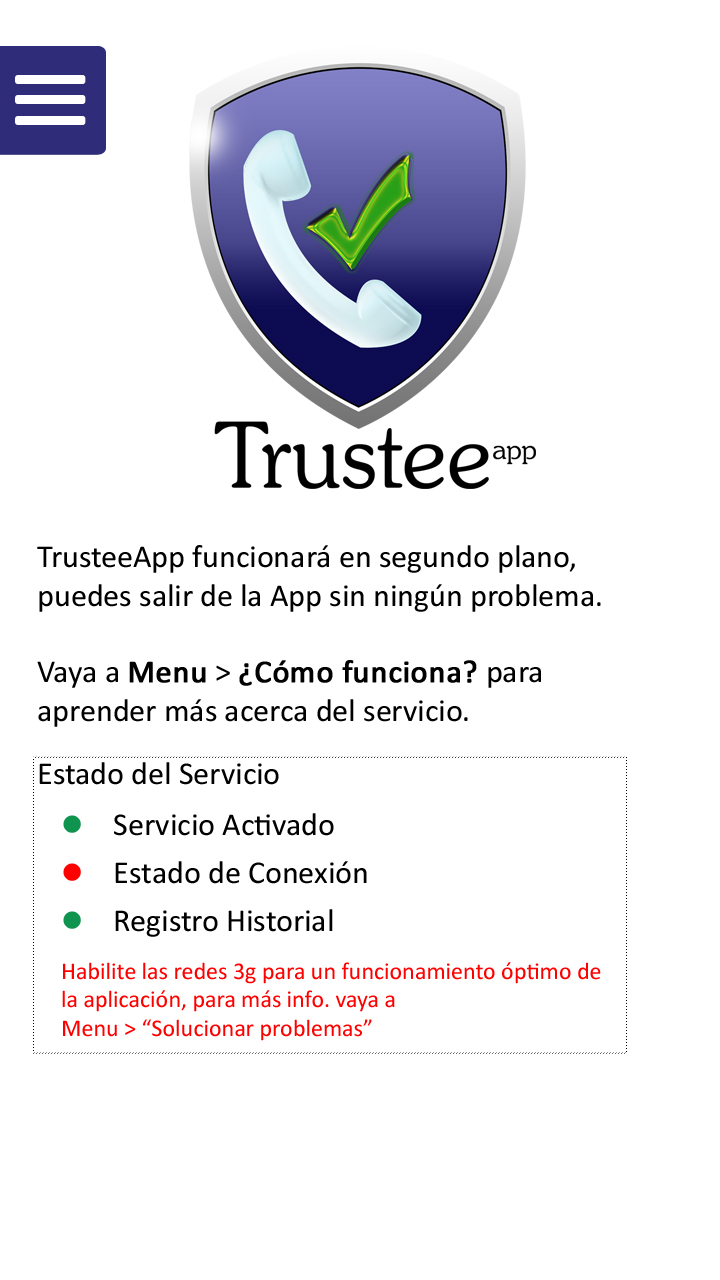 Trustee app
TrusteeApp funcionará en segundo plano,
puedes salir de la App sin ningún problema.
Vaya a Menu > ¿Cómo funciona? para
aprender más acerca del servicio.
Estado del Servicio
Servicio Activado
Estado de Conexión
Registro Historial
Habilite las redes 3g para un funcionamiento óptimo de
la aplicación, para más info. vaya a
Menu > “Solucionar problemas”